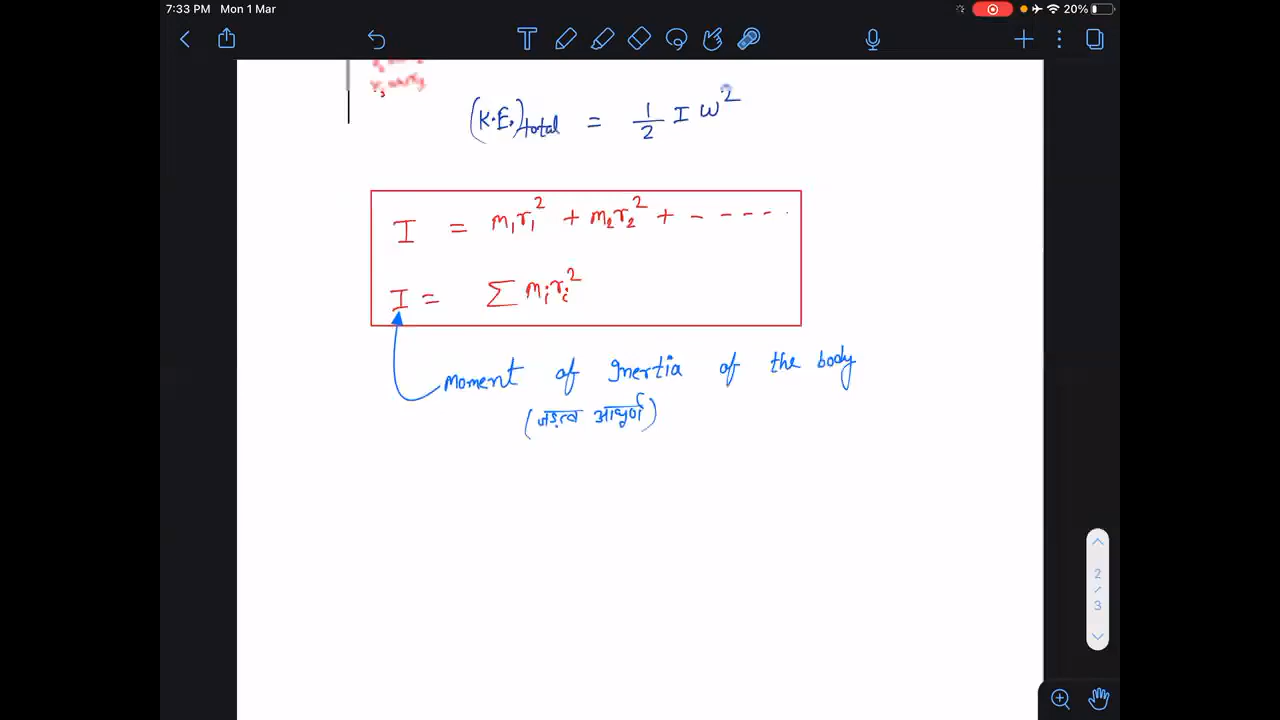 7:33 PM Mon 1 Mar 20%
(K.E.)total = 1/2 I ω²
I = m₁r₁² + m₂r₂² + - - - - - .
I = Σ mᵢrᵢ²
Moment of Inertia of the body
(जड़त्व आघूर्ण)
2/3